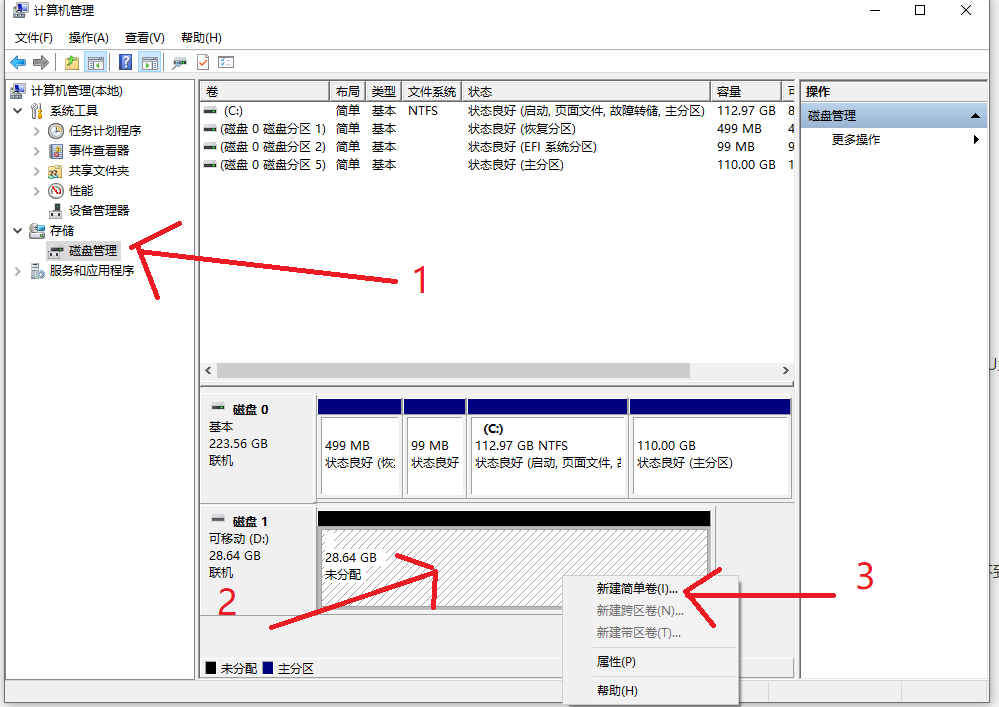 计算机管理
文件(F) 操作(A) 查看(V) 帮助(H)
计算机管理(本地)
系统工具
任务计划程序
事件查看器
共享文件夹
性能
设备管理器
存储
磁盘管理
服务和应用程序
1
卷 布局 类型 文件系统 状态 容量
(C:) 简单 基本 NTFS 状态良好 (启动, 页面文件, 故障转储, 主分区) 112.97 GB 8
(磁盘 0 磁盘分区 1) 简单 基本 状态良好 (恢复分区) 499 MB 4
(磁盘 0 磁盘分区 2) 简单 基本 状态良好 (EFI 系统分区) 99 MB 9
(磁盘 0 磁盘分区 5) 简单 基本 状态良好 (主分区) 110.00 GB 1
磁盘 0
基本
223.56 GB
联机
499 MB
状态良好 (恢
99 MB
状态良好
(C:)
112.97 GB NTFS
状态良好 (启动, 页面文件, 
110.00 GB
状态良好 (主分区)
磁盘 1
可移动 (D:)
28.64 GB
联机
28.64 GB
未分配
2
新建简单卷(I)...
新建跨区卷(N)...
新建带区卷(T)...
属性(P)
帮助(H)
3
未分配 主分区
操作
磁盘管理
更多操作